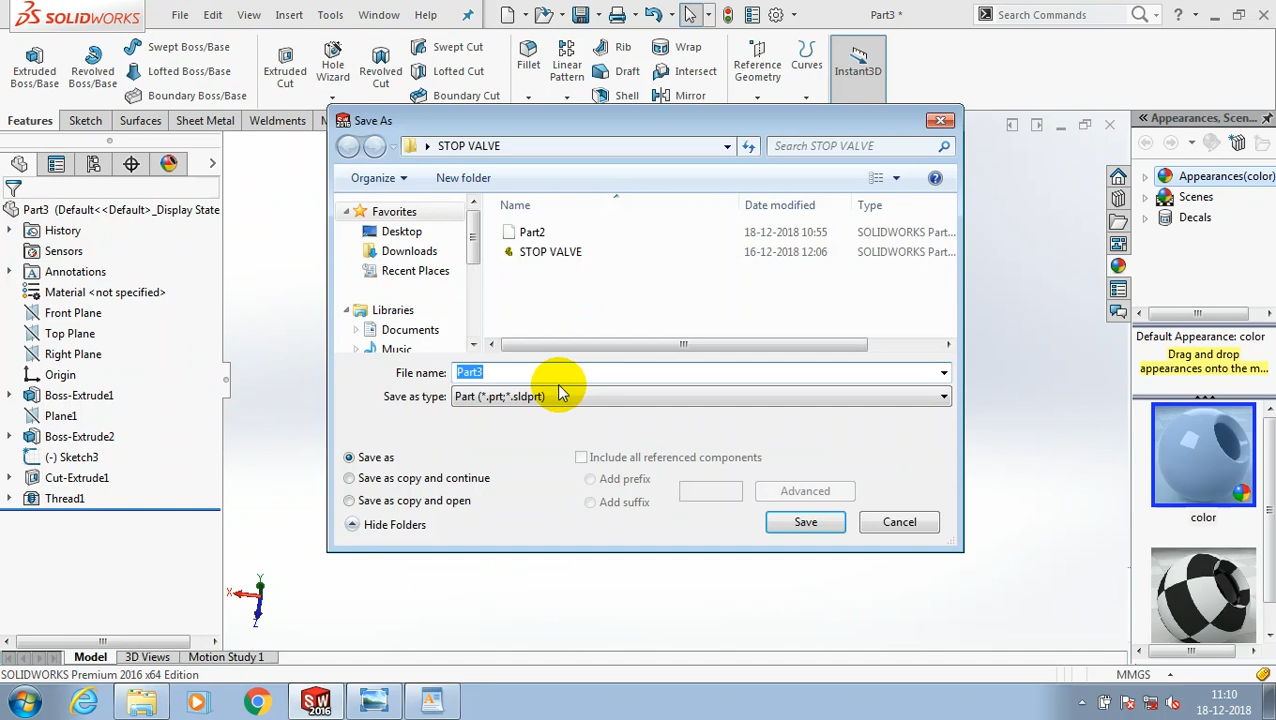 SOLIDWORKS File Edit View Insert Tools Window Help Part3 * Search Commands
Extruded Boss/Base
Revolved Boss/Base
Swept Boss/Base
Lofted Boss/Base
Boundary Boss/Base
Extruded Cut
Hole Wizard
Revolved Cut
Swept Cut
Lofted Cut
Boundary Cut
Fillet
Linear Pattern
Rib
Draft
Shell
Wrap
Intersect
Mirror
Reference Geometry
Curves
Instant3D
Features Sketch Surfaces Sheet Metal Weldments
Part3 (Default<<Default>_Display State
History
Sensors
Annotations
Material <not specified>
Front Plane
Top Plane
Right Plane
Origin
Boss-Extrude1
Plane1
Boss-Extrude2
(-) Sketch3
Cut-Extrude1
Thread1
Save As
STOP VALVE Search STOP VALVE
Organize New folder
Favorites
Desktop
Downloads
Recent Places
Libraries
Documents
Music
Name Date modified Type
Part2 18-12-2018 10:55 SOLIDWORKS Part...
STOP VALVE 16-12-2018 12:06 SOLIDWORKS Part...
File name: Part3
Save as type: Part (*.prt;*.sldprt)
Save as
Save as copy and continue
Save as copy and open
Include all referenced components
Add prefix
Add suffix
Advanced
Hide Folders
Save Cancel
Appearances, Scen...
Appearances(color)
Scenes
Decals
Default Appearance:
Drag and drop
appearances onto the m...
color
X Y Z
Model 3D Views Motion Study 1
SOLIDWORKS Premium 2016 x64 Edition MMGS
SW 2016
11:10
18-12-2018